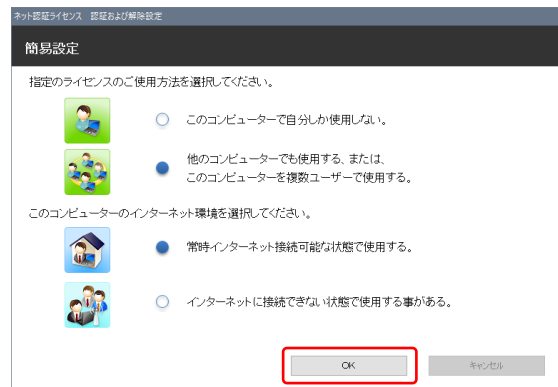 ネット認証ライセンス 認証および解除設定
簡易設定
指定のライセンスのご使用方法を選択してください。
このコンピューターで自分しか使用しない。
他のコンピューターでも使用する、または、
このコンピューターを複数ユーザーで使用する。
このコンピューターのインターネット環境を選択してください。
常時インターネット接続可能な状態で使用する。
インターネットに接続できない状態で使用する事がある。
OK
キャンセル